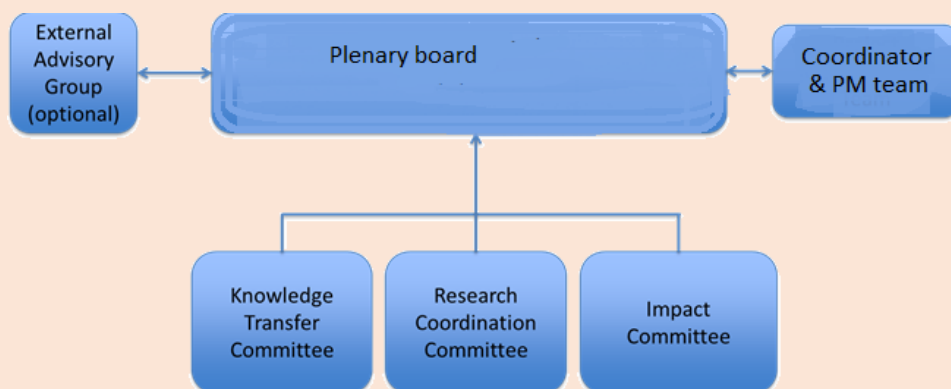 External
Advisory
Group
(optional)
Plenary board
Coordinator
& PM team
Knowledge
Transfer
Committee
Research
Coordination
Committee
Impact
Committee